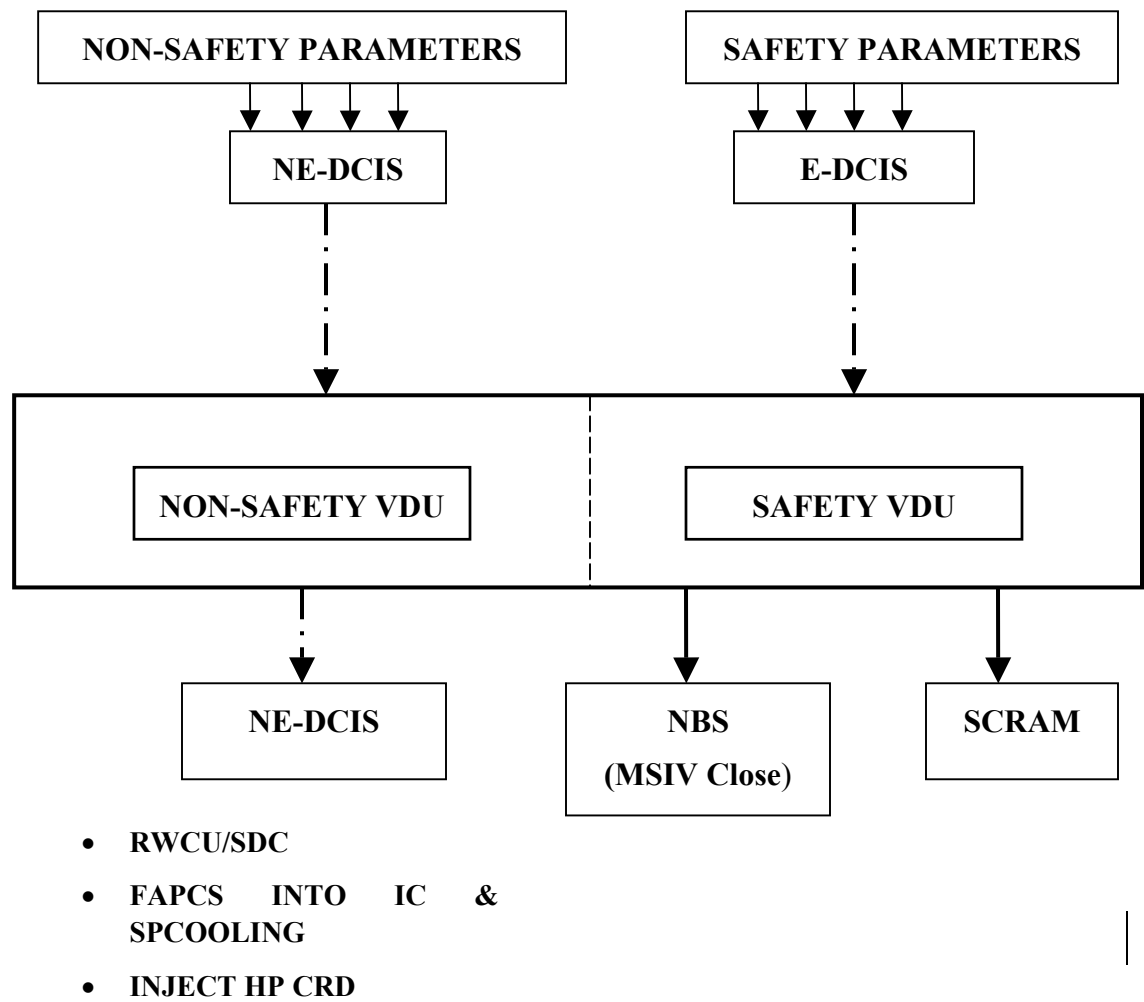 NON-SAFETY PARAMETERS
SAFETY PARAMETERS
NE-DCIS
E-DCIS
NON-SAFETY VDU
SAFETY VDU
NE-DCIS
NBS
(MSIV Close)
SCRAM
• RWCU/SDC
• FAPCS INTO IC &
SPCOOLING
• INJECT HP CRD